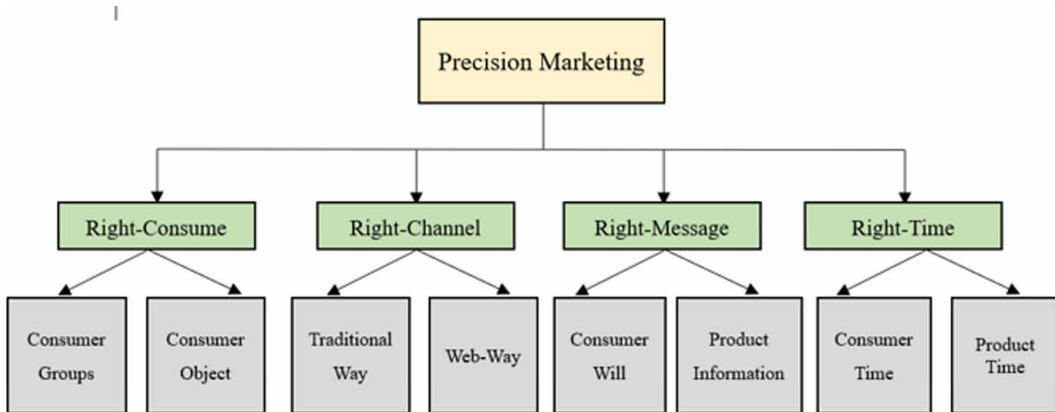 Precision Marketing
Right-Consume
Right-Channel
Right-Message
Right-Time
Consumer
Groups
Consumer
Object
Traditional
Way
Web-Way
Consumer
Will
Product
Information
Consumer
Time
Product
Time